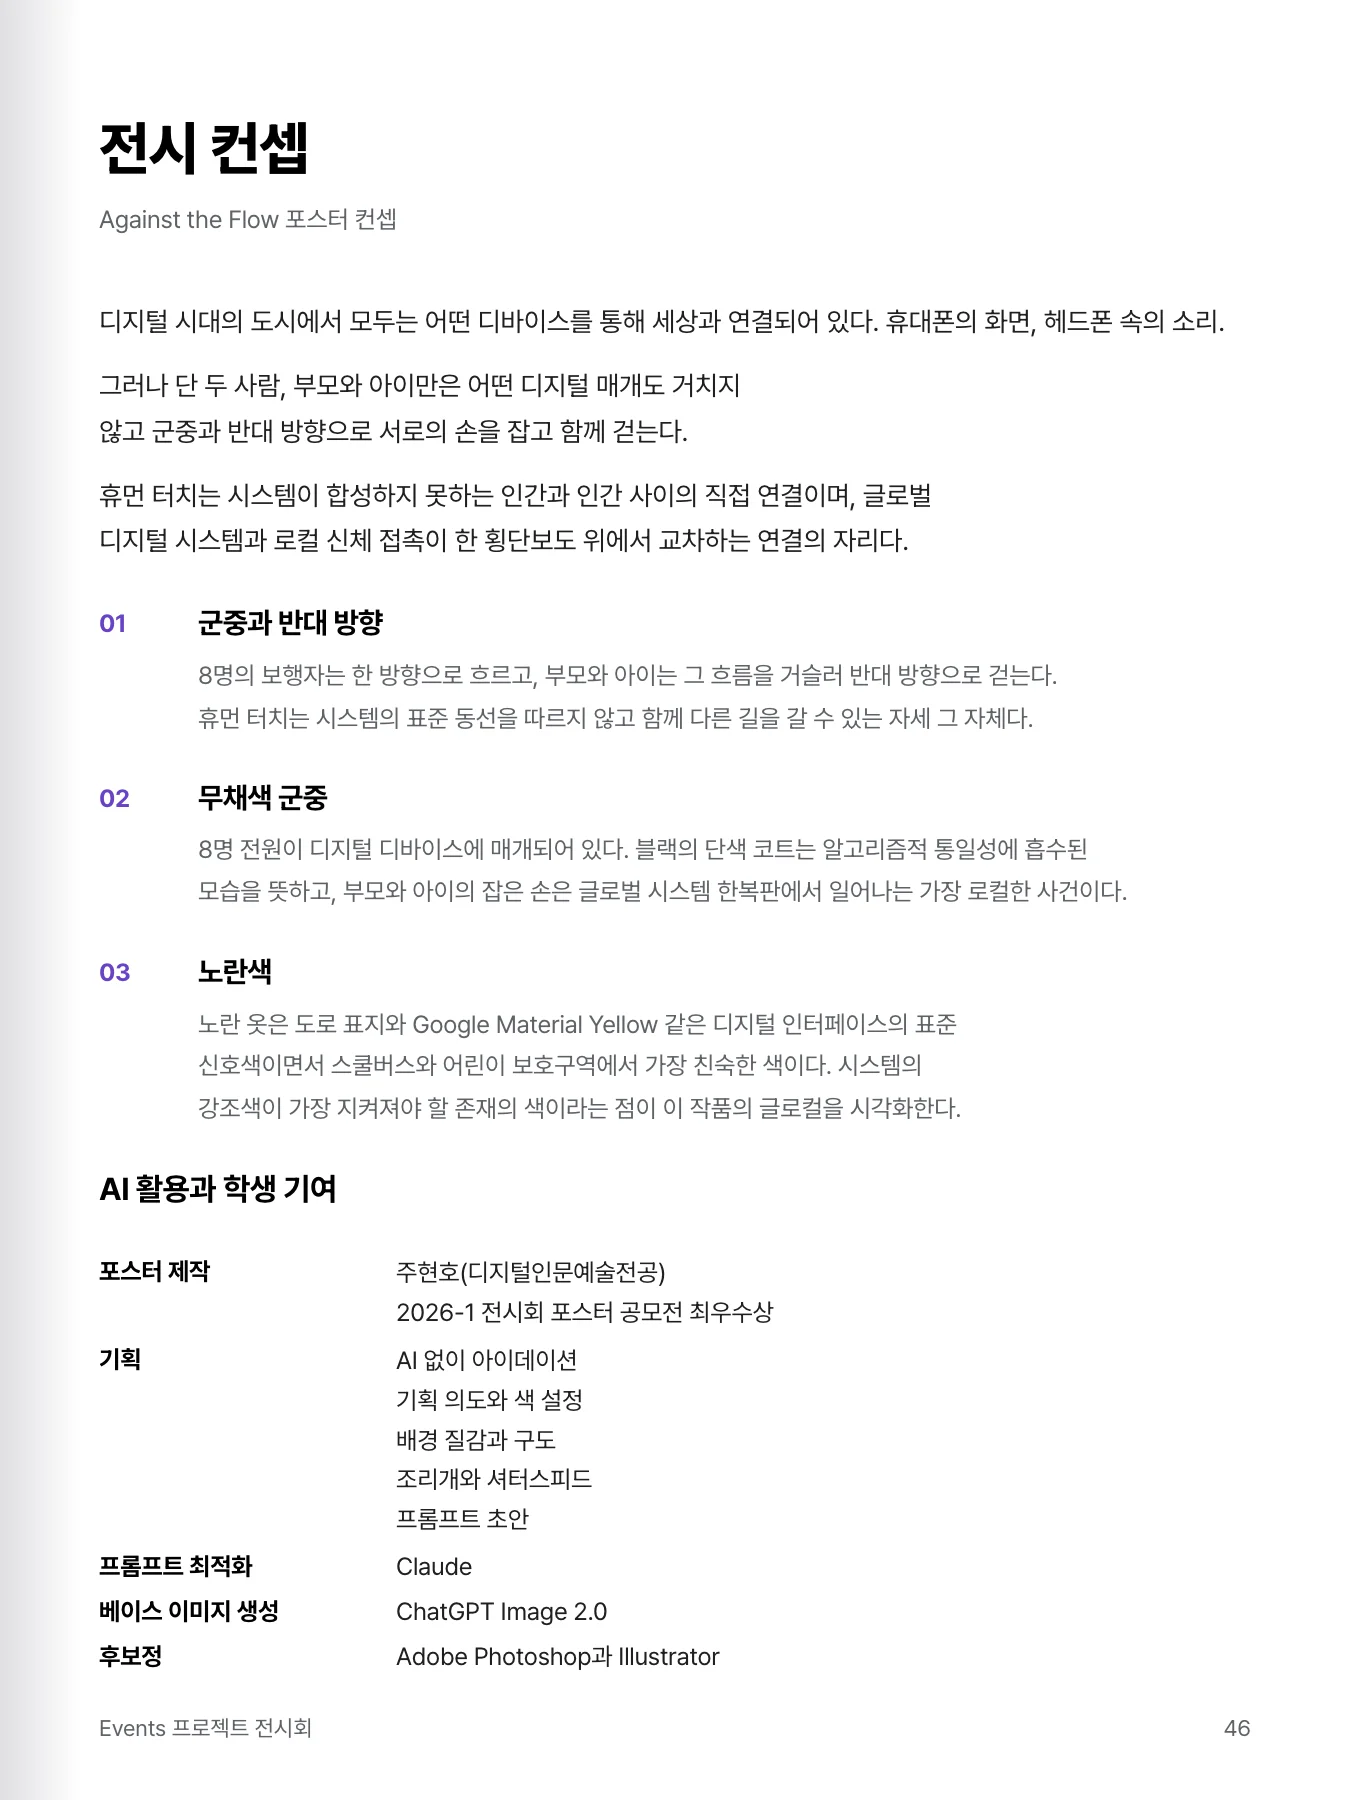 전시 컨셉
Against the Flow 포스터 컨셉
디지털 시대의 도시에서 모두는 어떤 디바이스를 통해 세상과 연결되어 있다. 휴대폰의 화면, 헤드폰 속의 소리.
그러나 단 두 사람, 부모와 아이만은 어떤 디지털 매개도 거치지
않고 군중과 반대 방향으로 서로의 손을 잡고 함께 걷는다.
휴먼 터치는 시스템이 합성하지 못하는 인간과 인간 사이의 직접 연결이며, 글로벌
디지털 시스템과 로컬 신체 접촉이 한 횡단보도 위에서 교차하는 연결의 자리다.
01 군중과 반대 방향
8명의 보행자는 한 방향으로 흐르고, 부모와 아이는 그 흐름을 거슬러 반대 방향으로 걷는다.
휴먼 터치는 시스템의 표준 동선을 따르지 않고 함께 다른 길을 갈 수 있는 자세 그 자체다.
02 무채색 군중
8명 전원이 디지털 디바이스에 매개되어 있다. 블랙의 단색 코트는 알고리즘적 통일성에 흡수된
모습을 뜻하고, 부모와 아이의 잡은 손은 글로벌 시스템 한복판에서 일어나는 가장 로컬한 사건이다.
03 노란색
노란 옷은 도로 표지와 Google Material Yellow 같은 디지털 인터페이스의 표준
신호색이면서 스쿨버스와 어린이 보호구역에서 가장 친숙한 색이다. 시스템의
강조색이 가장 지켜져야 할 존재의 색이라는 점이 이 작품의 글로컬을 시각화한다.
AI 활용과 학생 기여
포스터 제작 주현호(디지털인문예술전공)
2026-1 전시회 포스터 공모전 최우수상
기획 AI 없이 아이데이션
기획 의도와 색 설정
배경 질감과 구도
조리개와 셔터스피드
프롬프트 초안
프롬프트 최적화 Claude
베이스 이미지 생성 ChatGPT Image 2.0
후보정 Adobe Photoshop과 Illustrator
Events 프로젝트 전시회 46